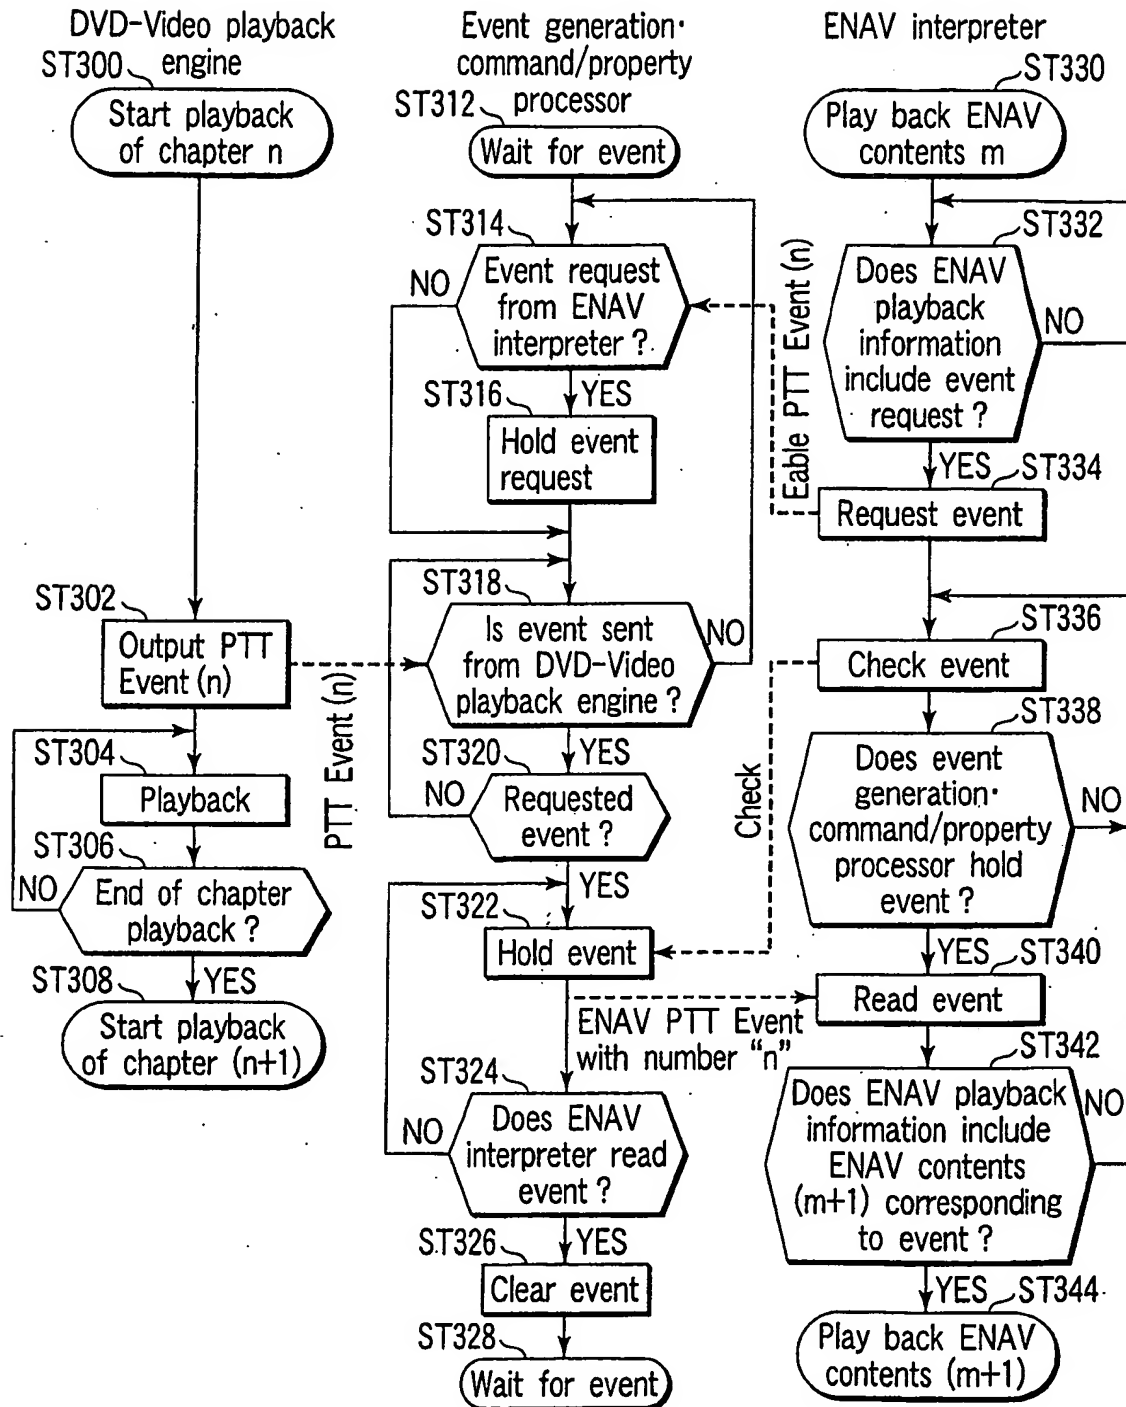 DVD-Video playback
engine
ST300
Start playback
of chapter n
ST302
Output PTT
Event (n)
PTT Event (n)
ST304
Playback
ST306
NO
End of chapter
playback ?
YES
ST308
Start playback
of chapter (n+1)
Event generation·
command/property
processor
ST312
Wait for event
ST314
NO
Event request
from ENAV
interpreter ?
YES
ST316
Hold event
request
ST318
Is event sent
from DVD-Video
playback engine ?
NO
YES
ST320
NO
Requested
event ?
YES
ST322
Hold event
ENAV PTT Event
with number "n"
ST324
NO
Does ENAV
interpreter read
event ?
YES
ST326
Clear event
ST328
Wait for event
ENAV interpreter
ST330
Play back ENAV
contents m
ST332
Does ENAV
playback
information
include event
request ?
NO
YES
Eable PTT Event (n)
ST334
Request event
ST336
Check event
Check
ST338
Does event
generation·
command/property
processor hold
event ?
NO
YES
ST340
Read event
ST342
Does ENAV playback
information include
ENAV contents
(m+1) corresponding
to event ?
NO
YES
ST344
Play back ENAV
contents (m+1)